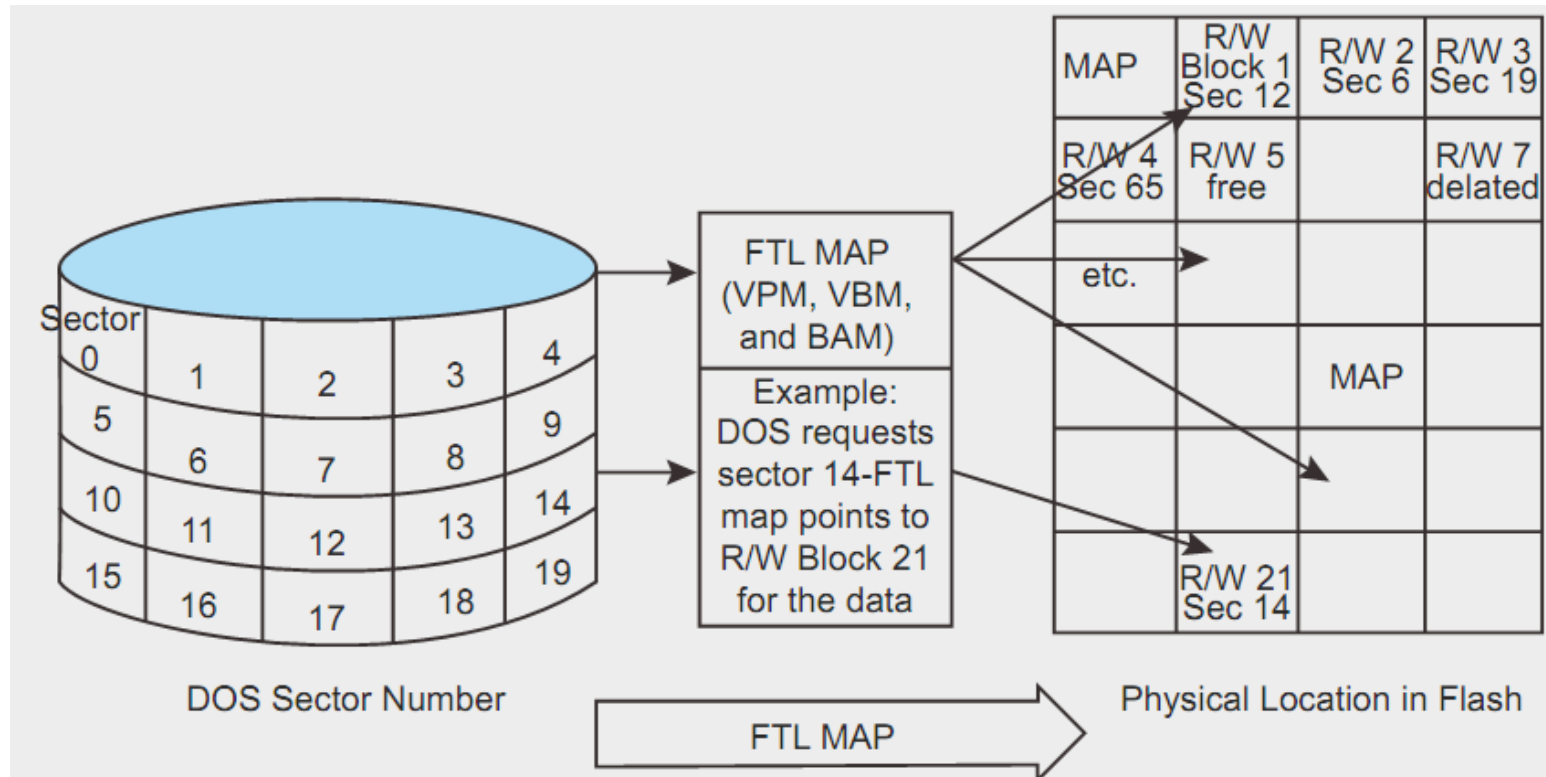 Sector
0
1
2
3
4
5
6
7
8
9
10
11
12
13
14
15
16
17
18
19
DOS Sector Number
FTL MAP
(VPM, VBM,
and BAM)
Example:
DOS requests
sector 14-FTL
map points to
R/W Block 21
for the data
FTL MAP
MAP
R/W
Block 1
Sec 12
R/W 2
Sec 6
R/W 3
Sec 19
R/W 4
Sec 65
R/W 5
free
R/W 7
delated
etc.
MAP
R/W 21
Sec 14
Physical Location in Flash